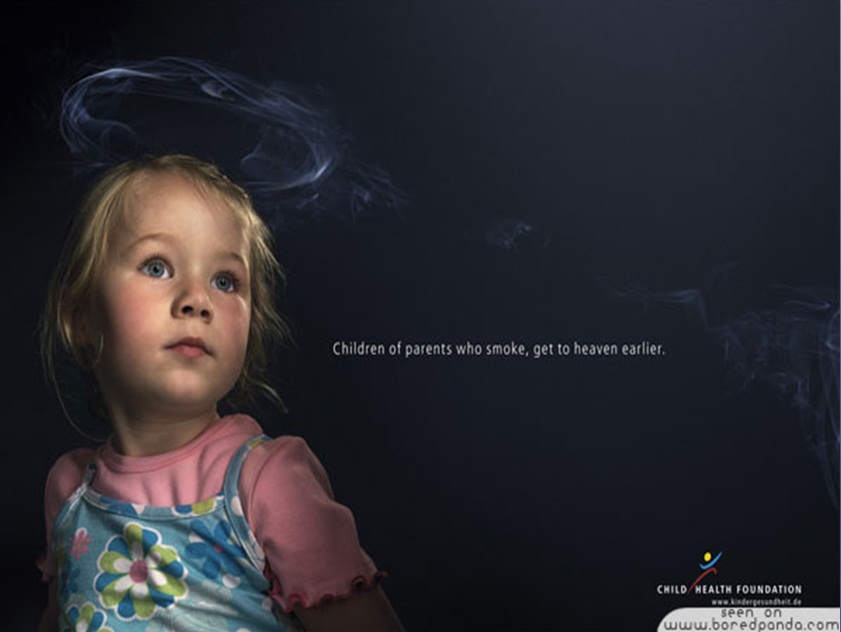 Children of parents who smoke, get to heaven earlier.
CHILD HEALTH FOUNDATION
www.kindergesundheit.de
seen on
www.boredpanda.com